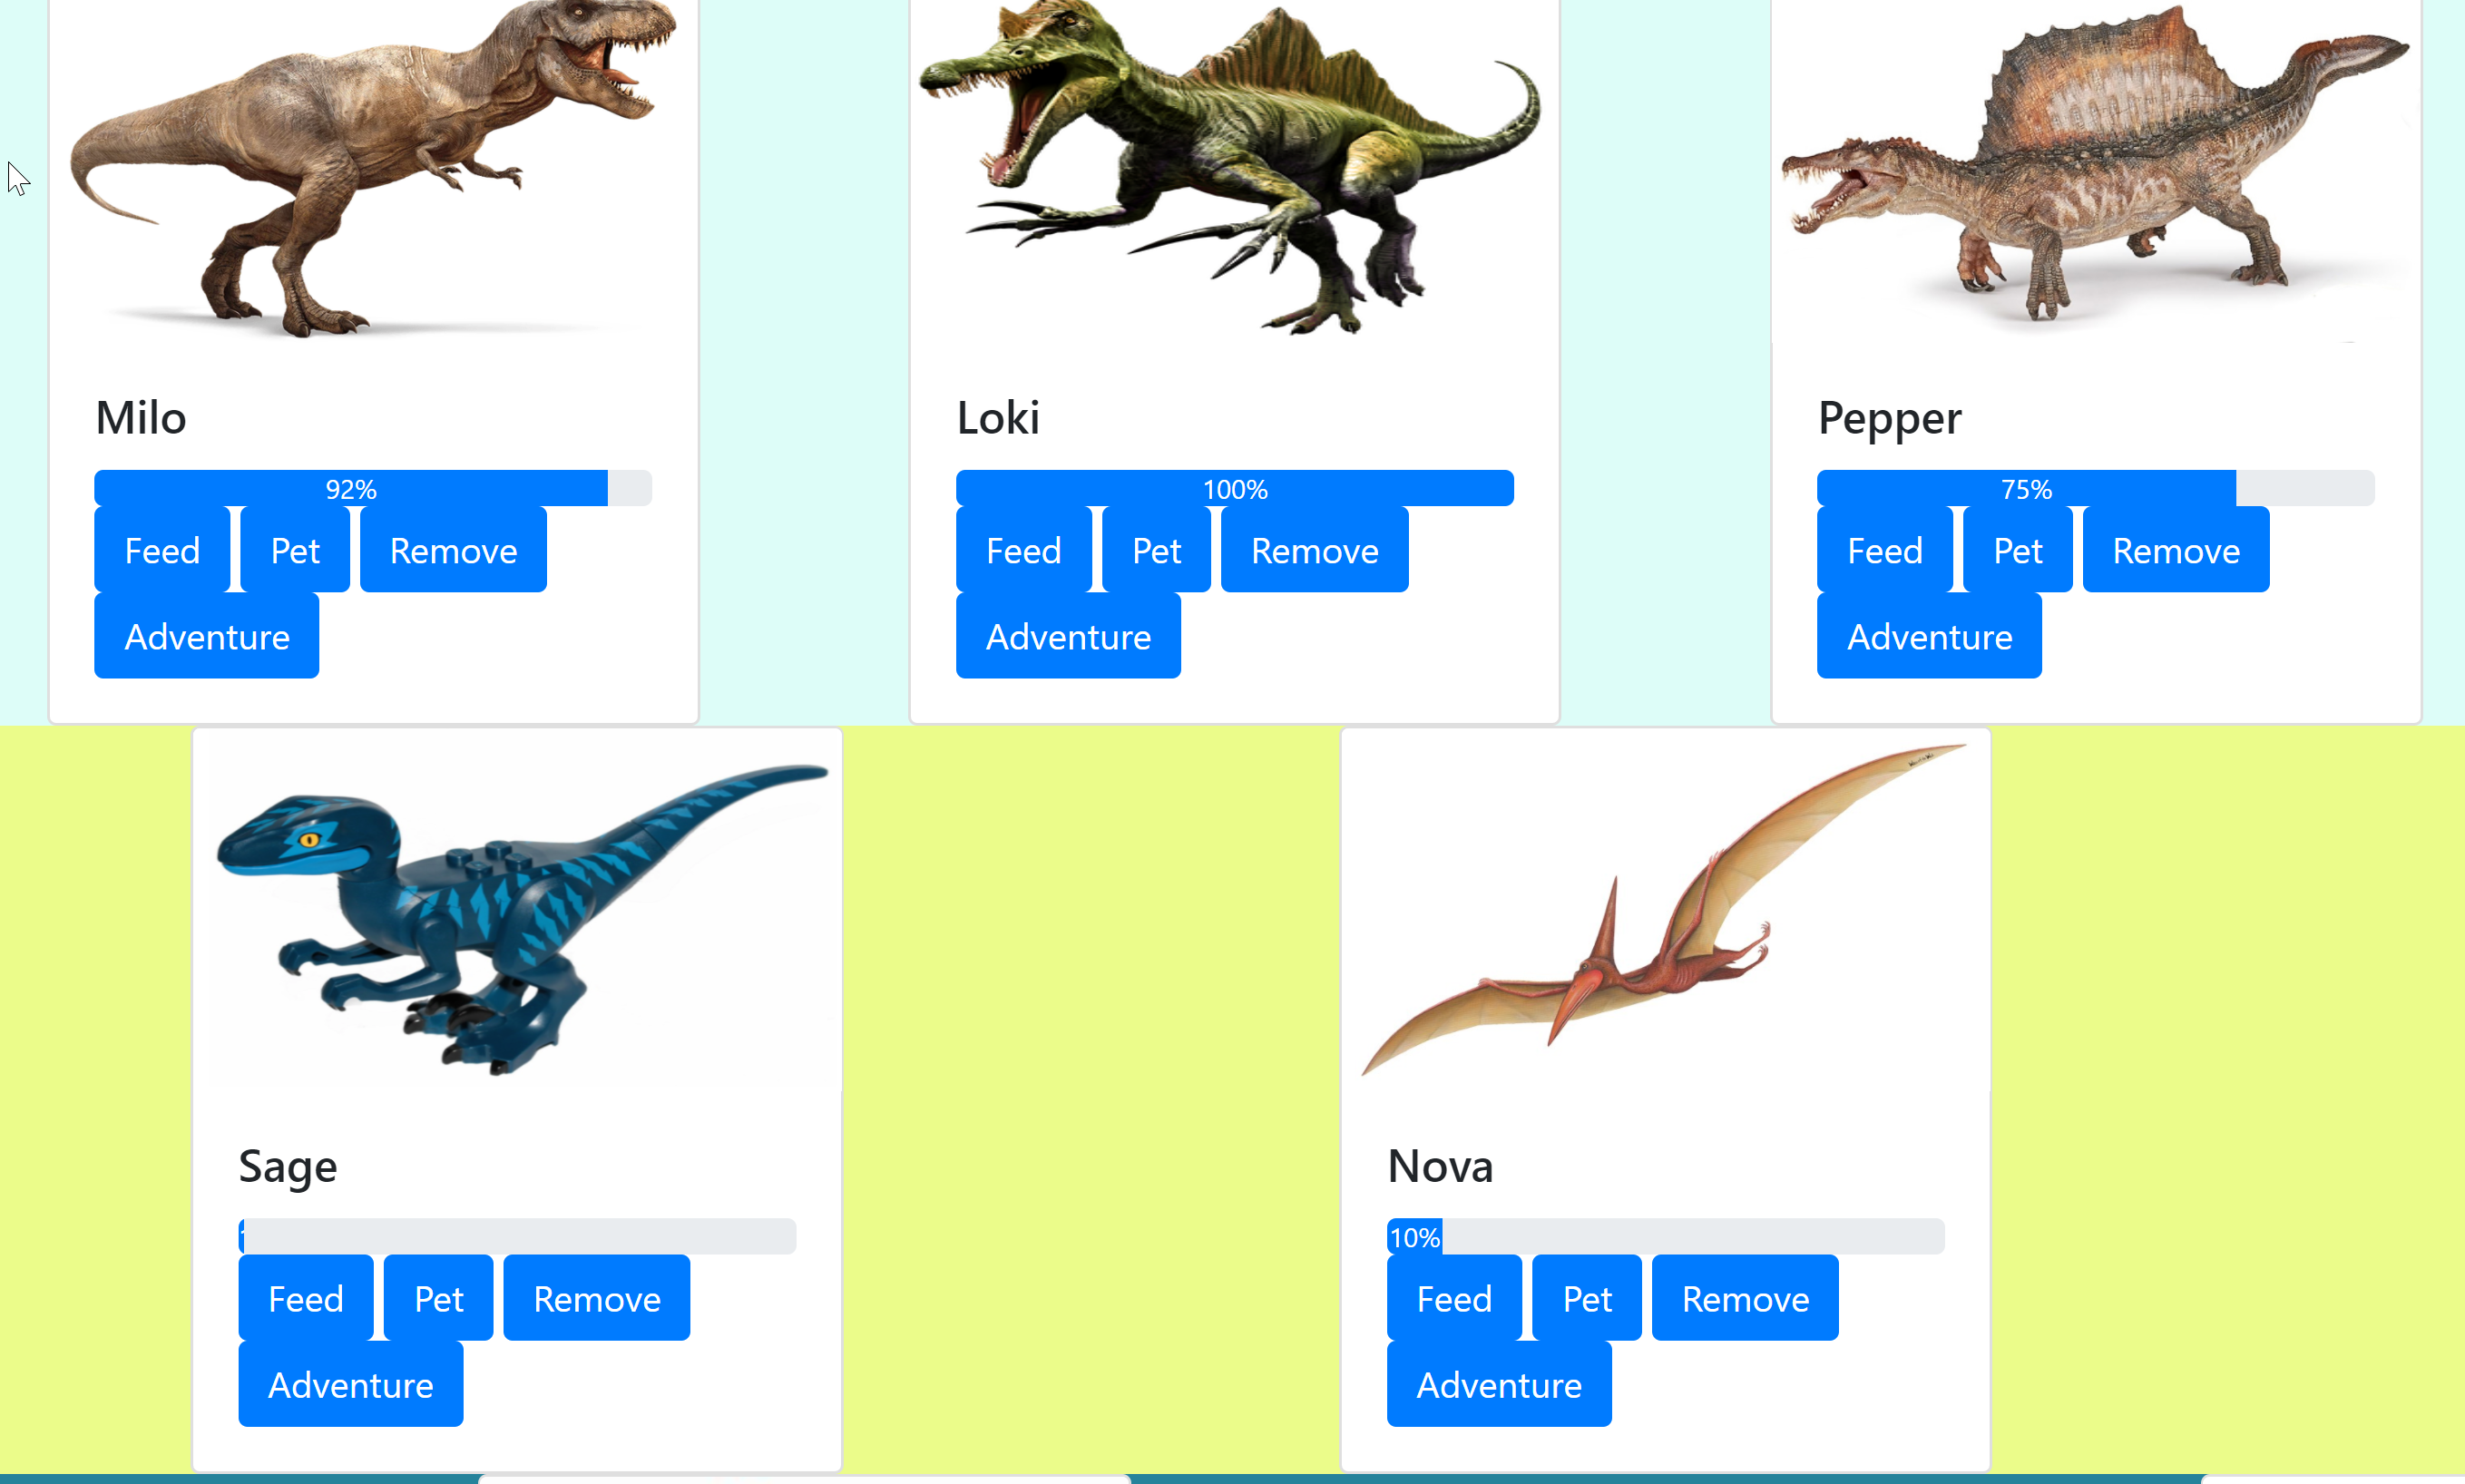 Milo
92%
Feed Pet Remove
Adventure
Loki
100%
Feed Pet Remove
Adventure
Pepper
75%
Feed Pet Remove
Adventure
Sage
Feed Pet Remove
Adventure
Nova
10%
Feed Pet Remove
Adventure